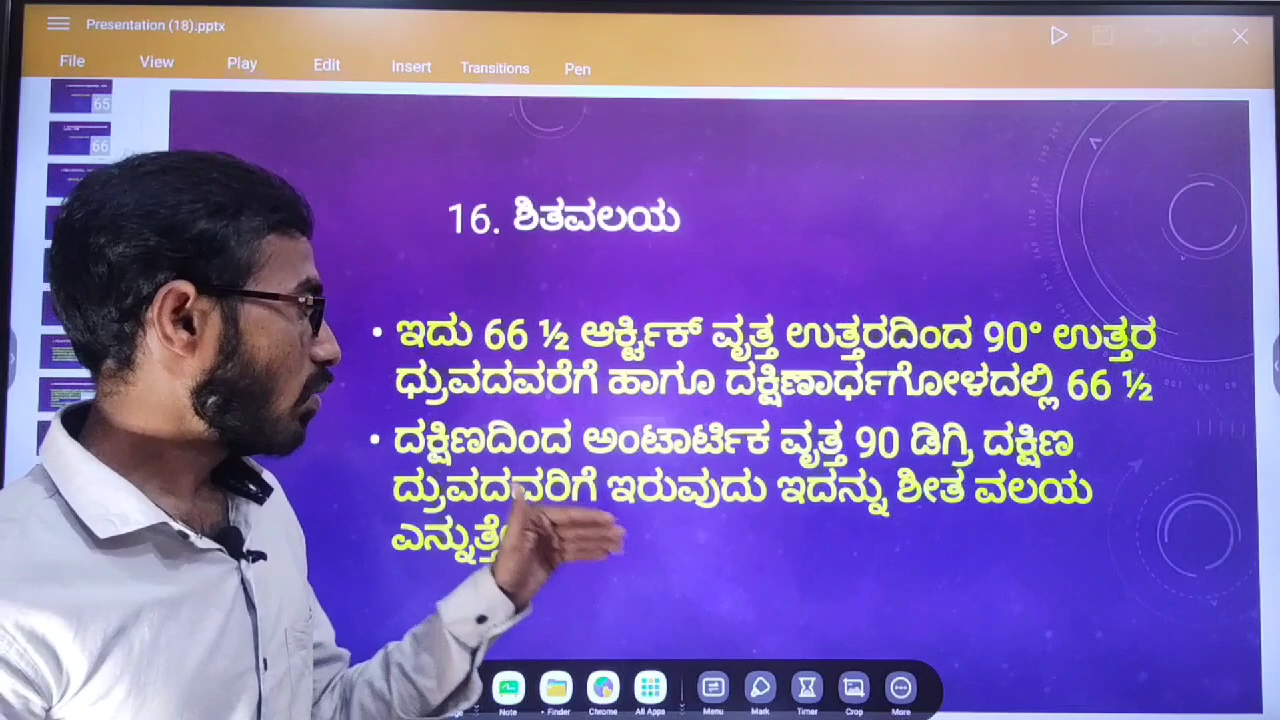 Presentation (18).pptx
File View Play Edit Insert Transitions Pen
65
66
16. ಶಿತವಲಯ
• ಇದು 66 ½ ಆರ್ಕ್ಟಿಕ್ ವೃತ್ತ ಉತ್ತರದಿಂದ 90° ಉತ್ತರ
ಧ್ರುವದವರೆಗೆ ಹಾಗೂ ದಕ್ಷಿಣಾರ್ಧಗೋಳದಲ್ಲಿ 66 ½
• ದಕ್ಷಿಣದಿಂದ ಅಂಟಾರ್ಟಿಕ ವೃತ್ತ 90 ಡಿಗ್ರಿ ದಕ್ಷಿಣ
ದ್ರುವದವರಿಗೆ ಇರುವುದು ಇದನ್ನು ಶೀತ ವಲಯ
Note Finder Chrome All Apps Menu Mark Timer Crop More